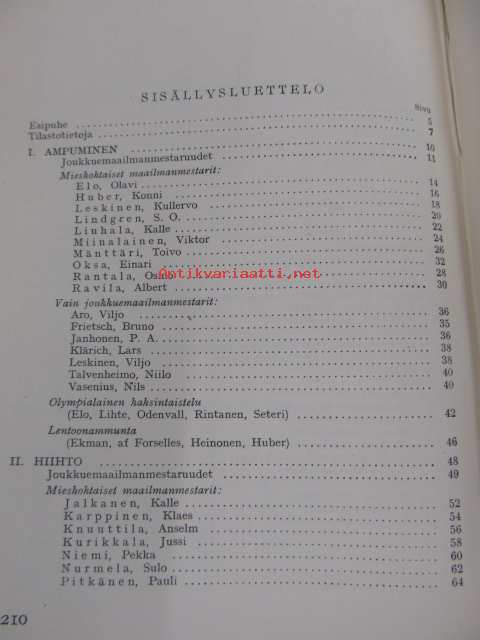 SISÄLLYSLUETTELO
Sivu
Esipuhe 5
Tilastotietoja 7
I. AMPUMINEN 10
Joukkuemaailmanmestaruudet 11
Mieskohtaiset maailmanmestarit:
Elo, Olavi 14
Huber, Konni 16
Leskinen, Kullervo 18
Lindgren, S. O. 20
Linhala, Kalle 22
Miinalainen, Viktor 24
Mänttäri, Toivo 26
Oksa, Einari 32
Rantala, 28
Ravila, Albert 30
Antikvariaatti.net
Vain joukkuemaailmanmestarit:
Aro, Viljo 36
Frietsch, Bruno 35
Janhonen, P. A. 36
Klärich, Lars 38
Leskinen, Viljo 38
Talvenheimo, Niilo 40
Vasenius, Nils 40
Olympialainen haksintaistelu
(Elo, Lihte, Odenvall, Rintanen, Seteri) 42
Lentoonammunta
(Ekman, af Forselles, Heinonen, Huber) 46
II. HIIHTO 48
Joukkuemaailmanmestaruudet 49
Mieskohtaiset maailmanmestarit:
Jalkanen, Kalle 52
Karppinen, Klaes 54
Knuuttila, Anselm 56
Kurikkala, Jussi 58
Niemi, Pekka 60
Nurmela, Sulo 62
Pitkänen, Pauli 64
210